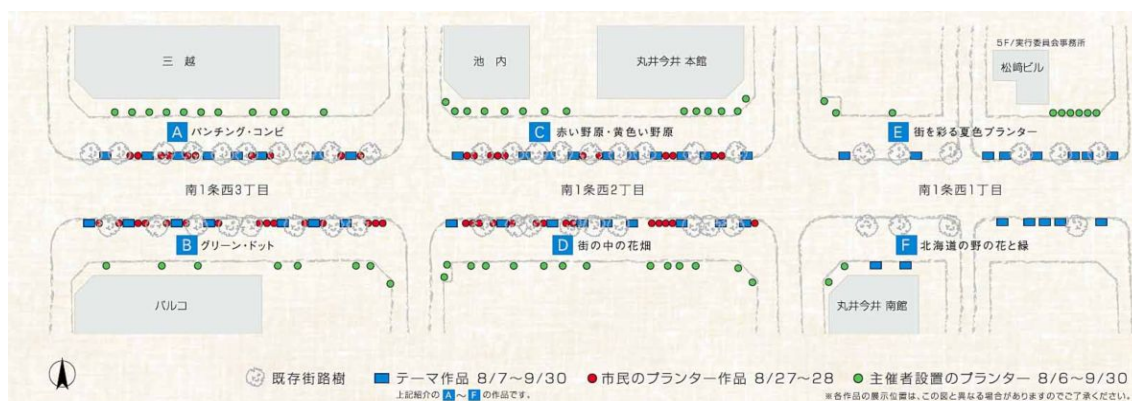 三 越
池 内
丸井今井 本館
5F/実行委員会事務所
松﨑ビル
A パンチング・コンビ
C 赤い野原・黄色い野原
E 街を彩る夏色プランター
南1条西3丁目
南1条西2丁目
南1条西1丁目
B グリーン・ドット
D 街の中の花畑
F 北海道の野の花と緑
パルコ
丸井今井 南館
既存街路樹 テーマ作品 8/7〜9/30 市民のプランター作品 8/27〜28 主催者設置のプランター 8/6〜9/30
上記紹介の A 〜 F の作品です。
※各作品の展示位置は、この図と異なる場合がありますのでご了承ください。